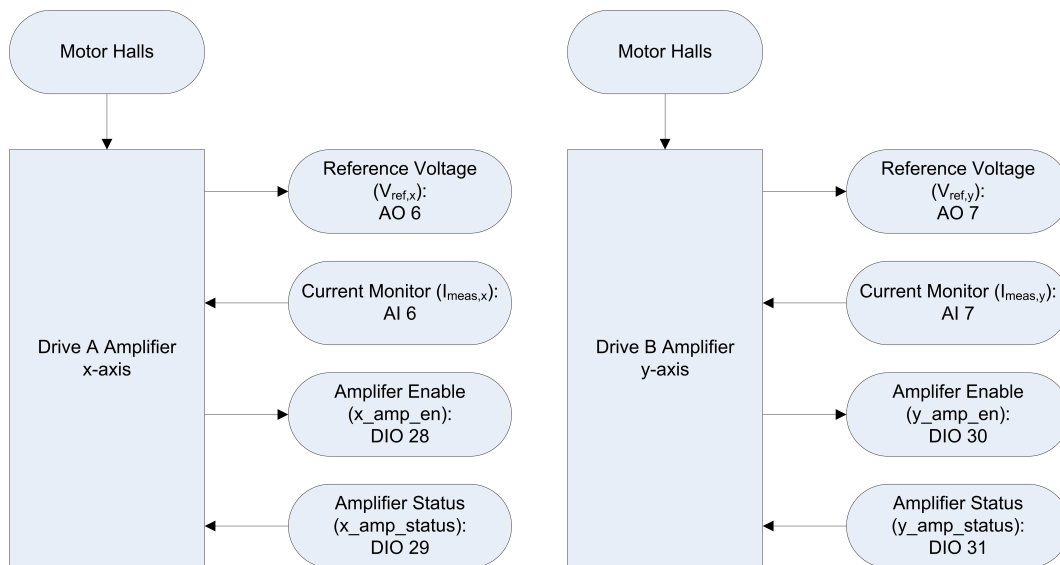 Motor Halls
Drive A Amplifier
x-axis
Reference Voltage
(Vref,x):
AO 6
Current Monitor (Imeas,x):
AI 6
Amplifer Enable
(x_amp_en):
DIO 28
Amplifier Status
(x_amp_status):
DIO 29
Motor Halls
Drive B Amplifier
y-axis
Reference Voltage
(Vref,y):
AO 7
Current Monitor (Imeas,y):
AI 7
Amplifer Enable
(y_amp_en):
DIO 30
Amplifier Status
(y_amp_status):
DIO 31